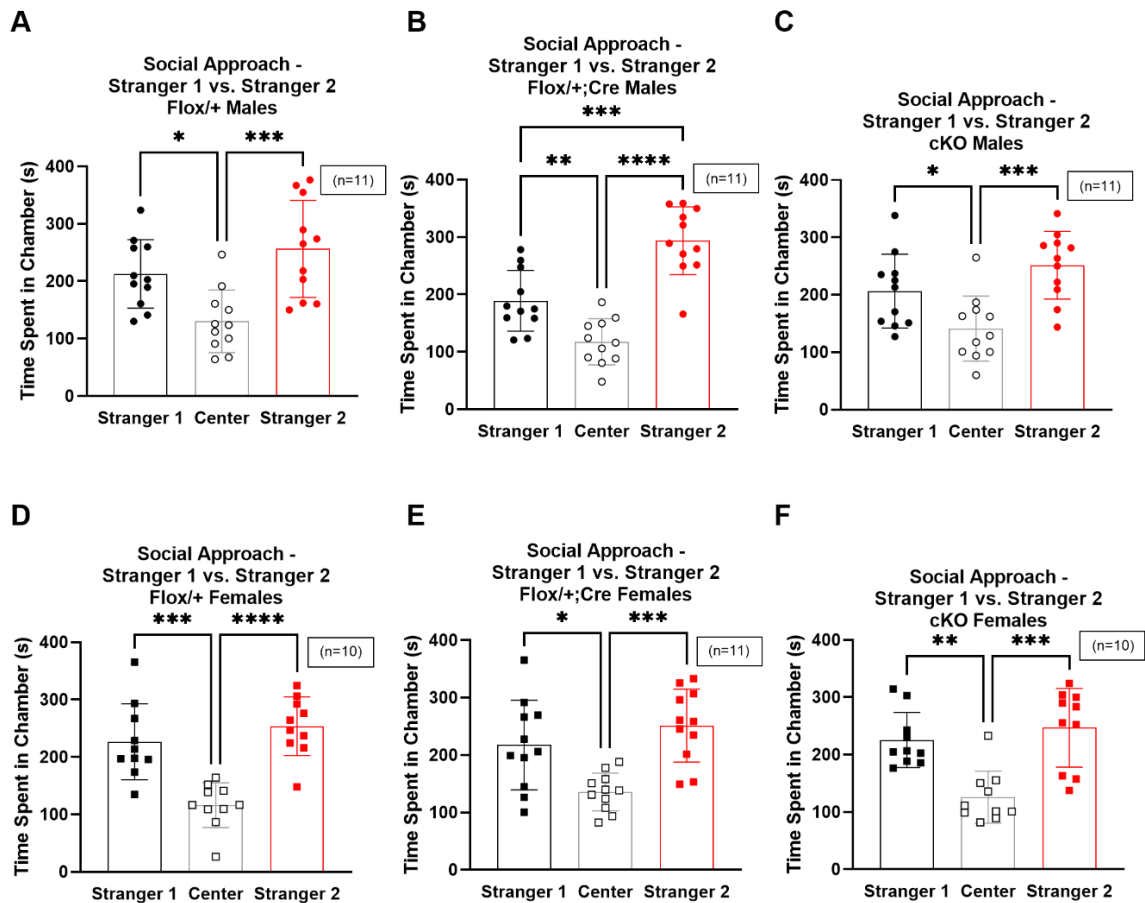 A
Social Approach -
Stranger 1 vs. Stranger 2
Flox/+ Males
* ***
(n=11)
Time Spent in Chamber (s)
400
300
200
100
0
Stranger 1 Center Stranger 2
B
Social Approach -
Stranger 1 vs. Stranger 2
Flox/+;Cre Males
***
** ****
(n=11)
Time Spent in Chamber (s)
400
300
200
100
0
Stranger 1 Center Stranger 2
C
Social Approach -
Stranger 1 vs. Stranger 2
cKO Males
* ***
(n=11)
Time Spent in Chamber (s)
400
300
200
100
0
Stranger 1 Center Stranger 2
D
Social Approach -
Stranger 1 vs. Stranger 2
Flox/+ Females
*** ****
(n=10)
Time Spent in Chamber (s)
400
300
200
100
0
Stranger 1 Center Stranger 2
E
Social Approach -
Stranger 1 vs. Stranger 2
Flox/+;Cre Females
* ***
(n=11)
Time Spent in Chamber (s)
400
300
200
100
0
Stranger 1 Center Stranger 2
F
Social Approach -
Stranger 1 vs. Stranger 2
cKO Females
** ***
(n=10)
Time Spent in Chamber (s)
400
300
200
100
0
Stranger 1 Center Stranger 2